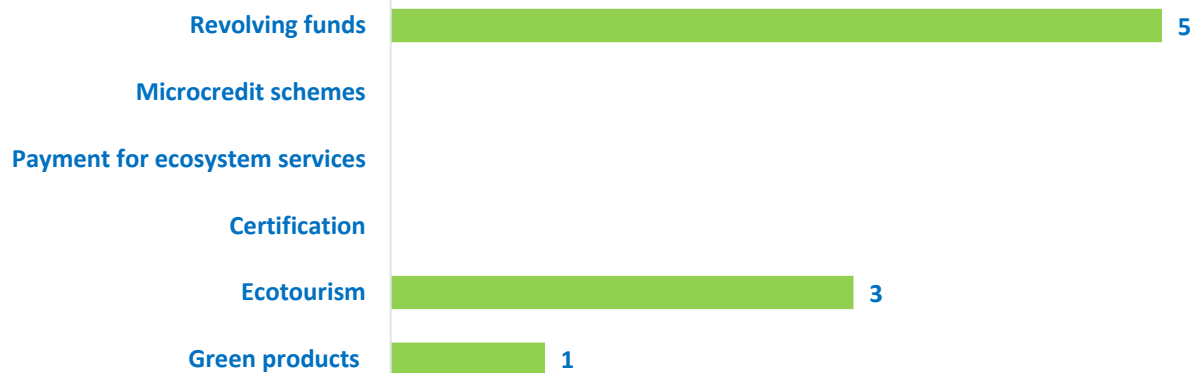 Revolving funds 5
Microcredit schemes
Payment for ecosystem services
Certification
Ecotourism 3
Green products 1